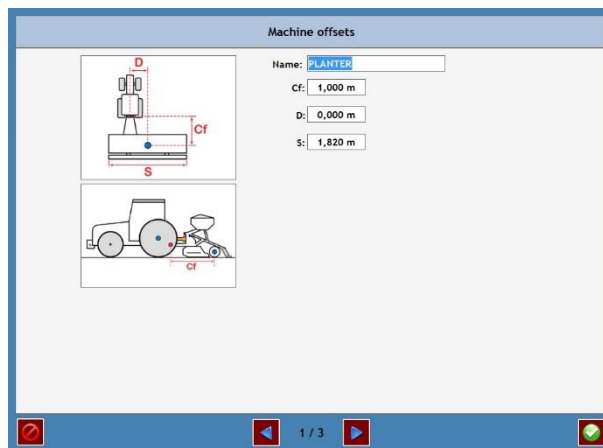 Machine offsets
D
Cf
S
Cf
Name: PLANTER
Cf: 1,000 m
D: 0,000 m
S: 1,820 m
1 / 3